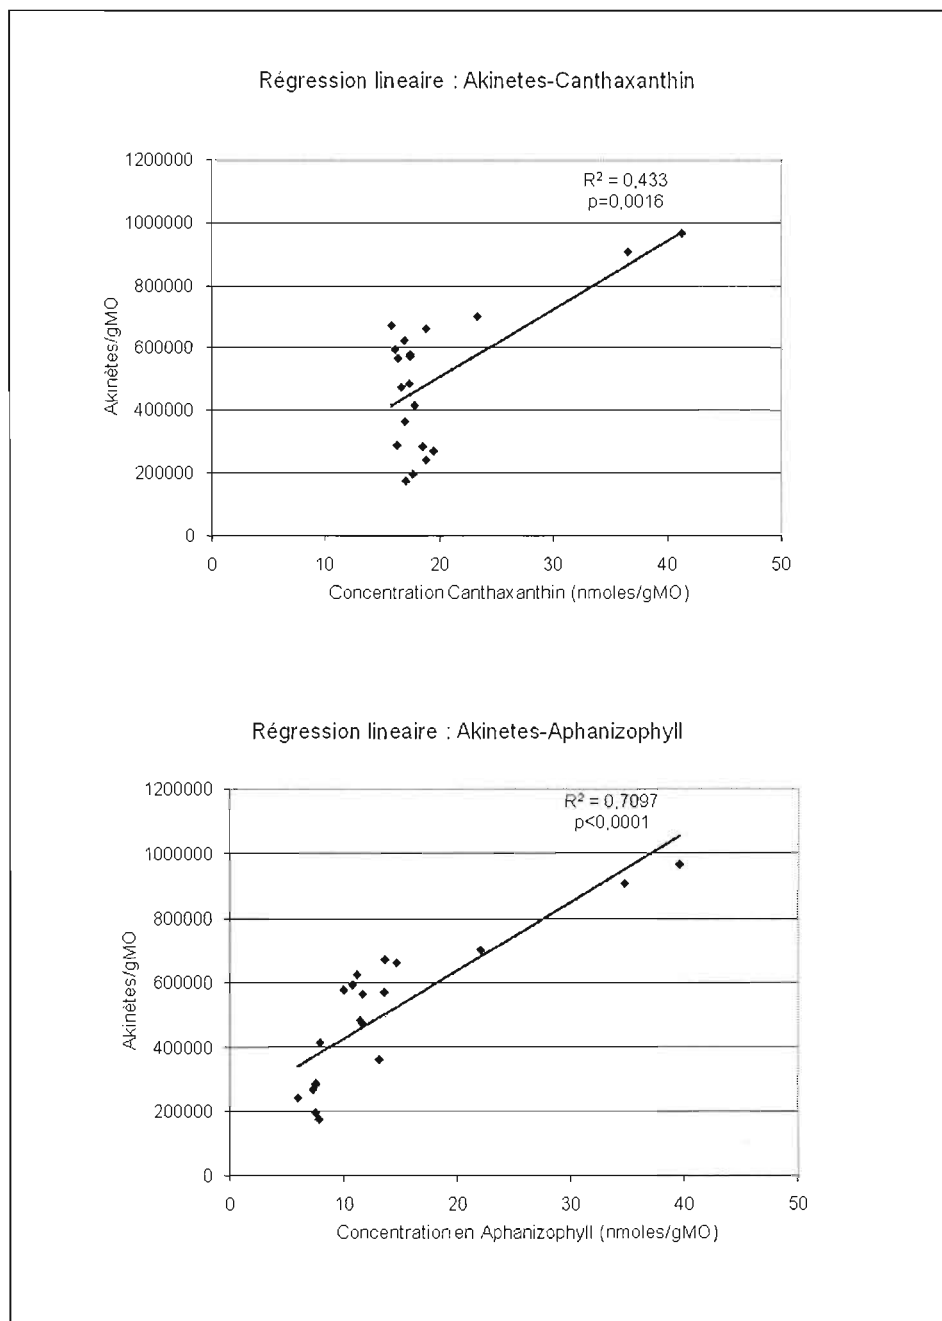 Régression lineaire : Akinetes-Canthaxanthin
R² = 0,433
p=0,0016
1200000
1000000
800000
600000
400000
200000
0
Akinètes/gMO
0 10 20 30 40 50
Concentration Canthaxanthin (nmoles/gMO)
Régression lineaire : Akinetes-Aphanizophyll
R² = 0,7097
p<0,0001
1200000
1000000
800000
600000
400000
200000
0
Akinètes/gMO
0 10 20 30 40 50
Concentration en Aphanizophyll (nmoles/gMO)